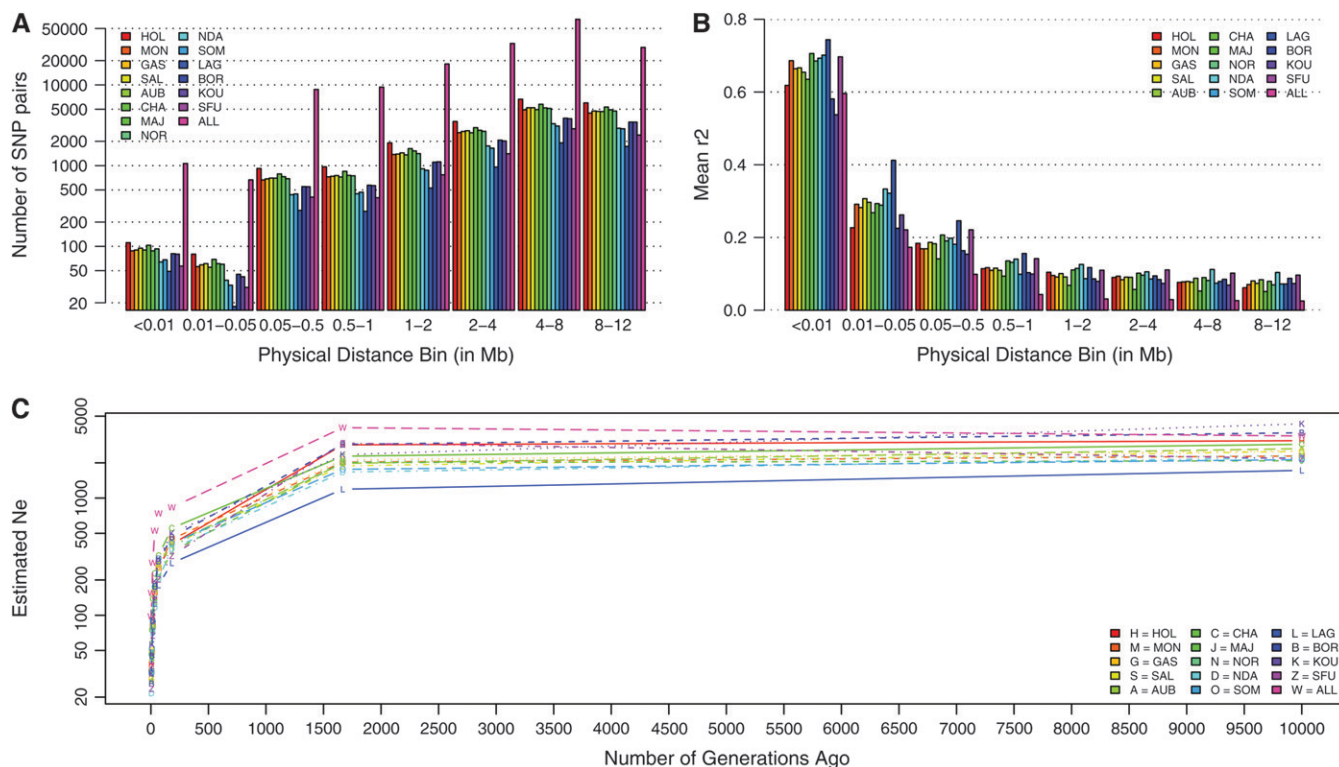 A
Number of SNP pairs
50000
20000
10000
5000
2000
1000
500
200
100
50
20
HOL NDA
MON SOM
GAS LAG
SAL BOR
AUB KOU
CHA SFU
MAJ ALL
NOR
<0.01 0.01−0.05 0.05−0.5 0.5−1 1−2 2−4 4−8 8−12
Physical Distance Bin (in Mb)
B
Mean r2
0.8
0.6
0.4
0.2
0.0
HOL CHA LAG
MON MAJ BOR
GAS NOR KOU
SAL NDA SFU
AUB SOM ALL
<0.01 0.01−0.05 0.05−0.5 0.5−1 1−2 2−4 4−8 8−12
Physical Distance Bin (in Mb)
C
Estimated Ne
5000
1000
500
200
100
50
20
H = HOL C = CHA L = LAG
M = MON J = MAJ B = BOR
G = GAS N = NOR K = KOU
S = SAL D = NDA Z = SFU
A = AUB O = SOM W = ALL
0 500 1000 1500 2000 2500 3000 3500 4000 4500 5000 5500 6000 6500 7000 7500 8000 8500 9000 9500 10000
Number of Generations Ago